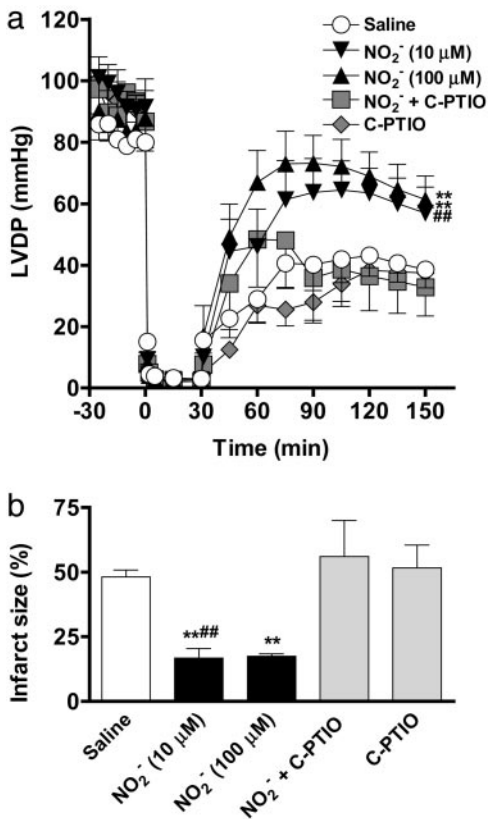 a
Saline
NO₂⁻ (10 μM)
NO₂⁻ (100 μM)
NO₂⁻ + C-PTIO
C-PTIO
120
100
80
60
40
20
0
LVDP (mmHg)
**
**
##
-30 0 30 60 90 120 150
Time (min)
b
75
50
25
0
Infarct size (%)
**## **
Saline
NO₂⁻ (10 μM)
NO₂⁻ (100 μM)
NO₂⁻ + C-PTIO
C-PTIO